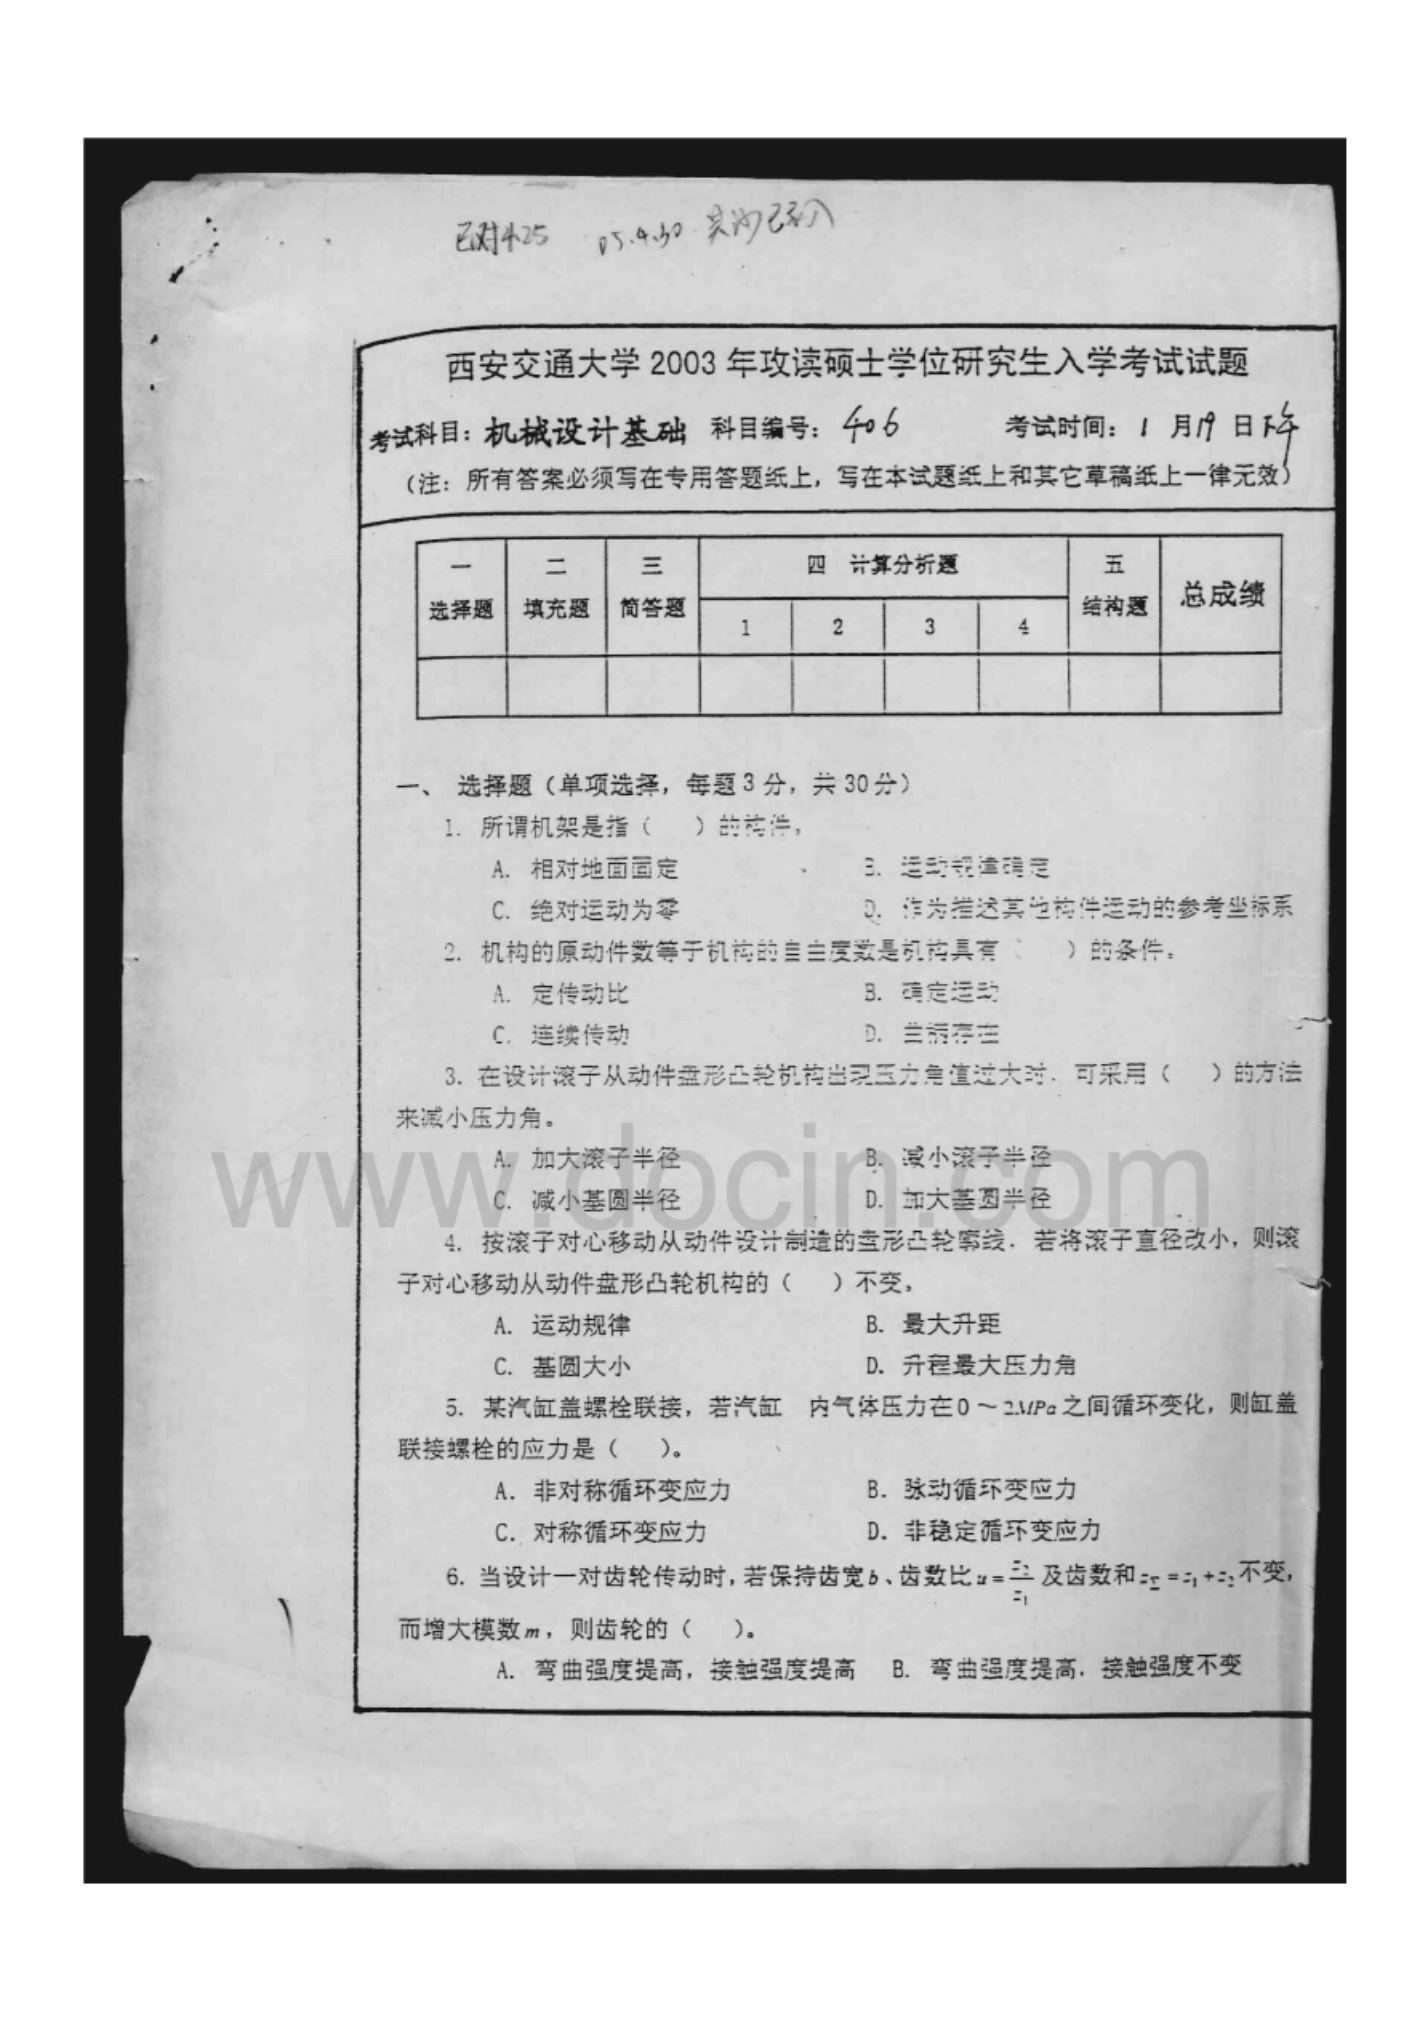 05.4.30
西安交通大学2003年攻读硕士学位研究生入学考试试题
考试科目：机械设计基础 科目编号：406 考试时间：1月19日下午
（注：所有答案必须写在专用答题纸上，写在本试题纸上和其它草稿纸上一律无效）
一 二 三 四 计算分析题 五 总成绩
选择题 填充题 简答题 1 2 3 4 结构题
一、 选择题（单项选择，每题3分，共30分）
1. 所谓机架是指（ ）的构件。
A. 相对地面固定 B. 运动规律确定
C. 绝对运动为零 D. 作为描述其他构件运动的参考坐标系
2. 机构的原动件数等于机构的自由度数是机构具有（ ）的条件。
A. 定传动比 B. 确定运动
C. 连续传动 D. 曲柄存在
3. 在设计滚子从动件盘形凸轮机构出现压力角值过大时．可采用（ ）的方法
来减小压力角。
A. 加大滚子半径 B. 减小滚子半径
C. 减小基圆半径 D. 加大基圆半径
4. 按滚子对心移动从动件设计制造的盘形凸轮廓线．若将滚子直径改小，则滚
子对心移动从动件盘形凸轮机构的（ ）不变。
A. 运动规律 B. 最大升距
C. 基圆大小 D. 升程最大压力角
5. 某汽缸盖螺栓联接，若汽缸 内气体压力在0～2MPa之间循环变化，则缸盖
联接螺栓的应力是（ ）。
A. 非对称循环变应力 B. 脉动循环变应力
C. 对称循环变应力 D. 非稳定循环变应力
6. 当设计一对齿轮传动时，若保持齿宽b、齿数比u=z2/z1及齿数和zΣ=z1+z2不变，
而增大模数m，则齿轮的（ ）。
A. 弯曲强度提高，接触强度提高 B. 弯曲强度提高．接触强度不变
www.docin.com